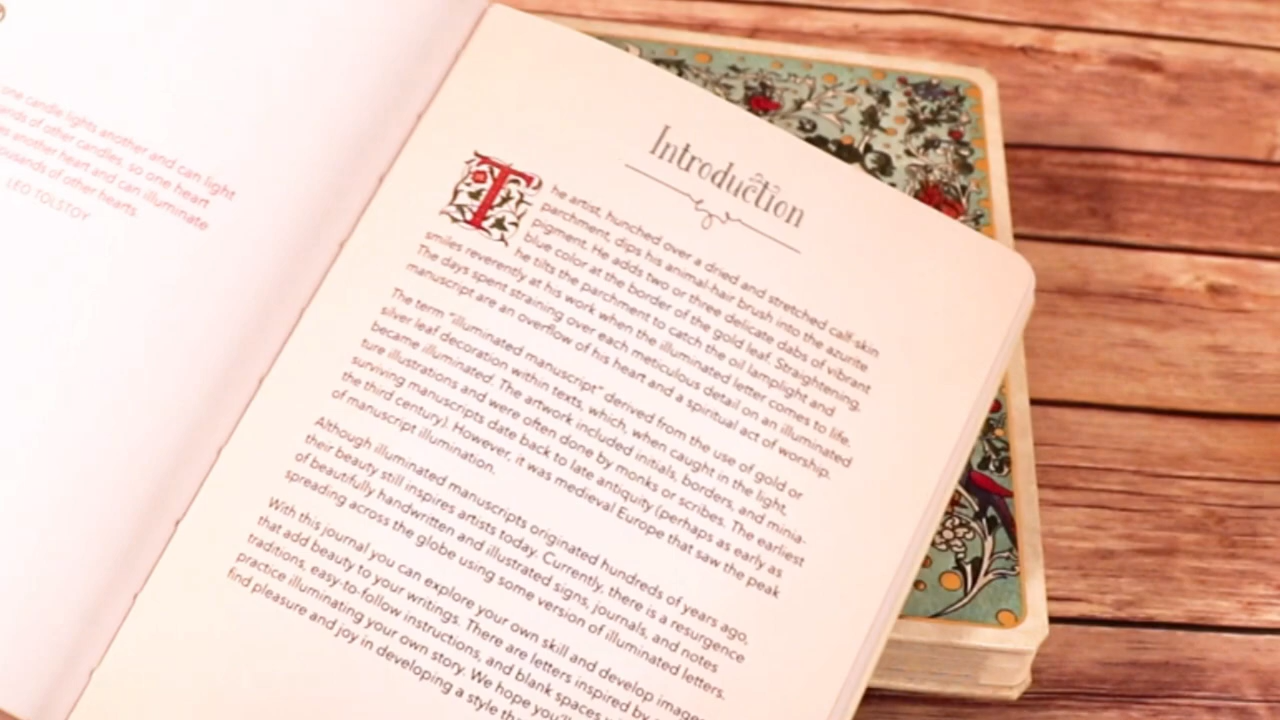 one candle lights another and can light
ands of other candles, so one heart
es another heart and can illuminate
ousands of other hearts.
LEO TOLSTOY
Introduction
The artist, hunched over a dried and stretched calf-skin
parchment, dips his animal-hair brush into the azurite
pigment. He adds two or three delicate dabs of vibrant
blue color at the border of the gold leaf. Straightening,
he tilts the parchment to catch the oil lamplight and
smiles reverently at his work when the illuminated letter comes to life.
The days spent straining over each meticulous detail on an illuminated
manuscript are an overflow of his heart and a spiritual act of worship.
The term "illuminated manuscript" derived from the use of gold or
silver leaf decoration within texts, which, when caught in the light,
became illuminated. The artwork included initials, borders, and minia-
ture illustrations and were often done by monks or scribes. The earliest
surviving manuscripts date back to late antiquity (perhaps as early as
the third century). However, it was medieval Europe that saw the peak
of manuscript illumination.
Although illuminated manuscripts originated hundreds of years ago,
their beauty still inspires artists today. Currently, there is a resurgence
of beautifully handwritten and illustrated signs, journals, and notes
spreading across the globe using some version of illuminated letters.
With this journal you can explore your own skill and develop images
that add beauty to your writings. There are letters inspired by
traditions, easy-to-follow instructions, and blank spaces
practice illuminating your own story. We hope you'll
find pleasure and joy in developing a style